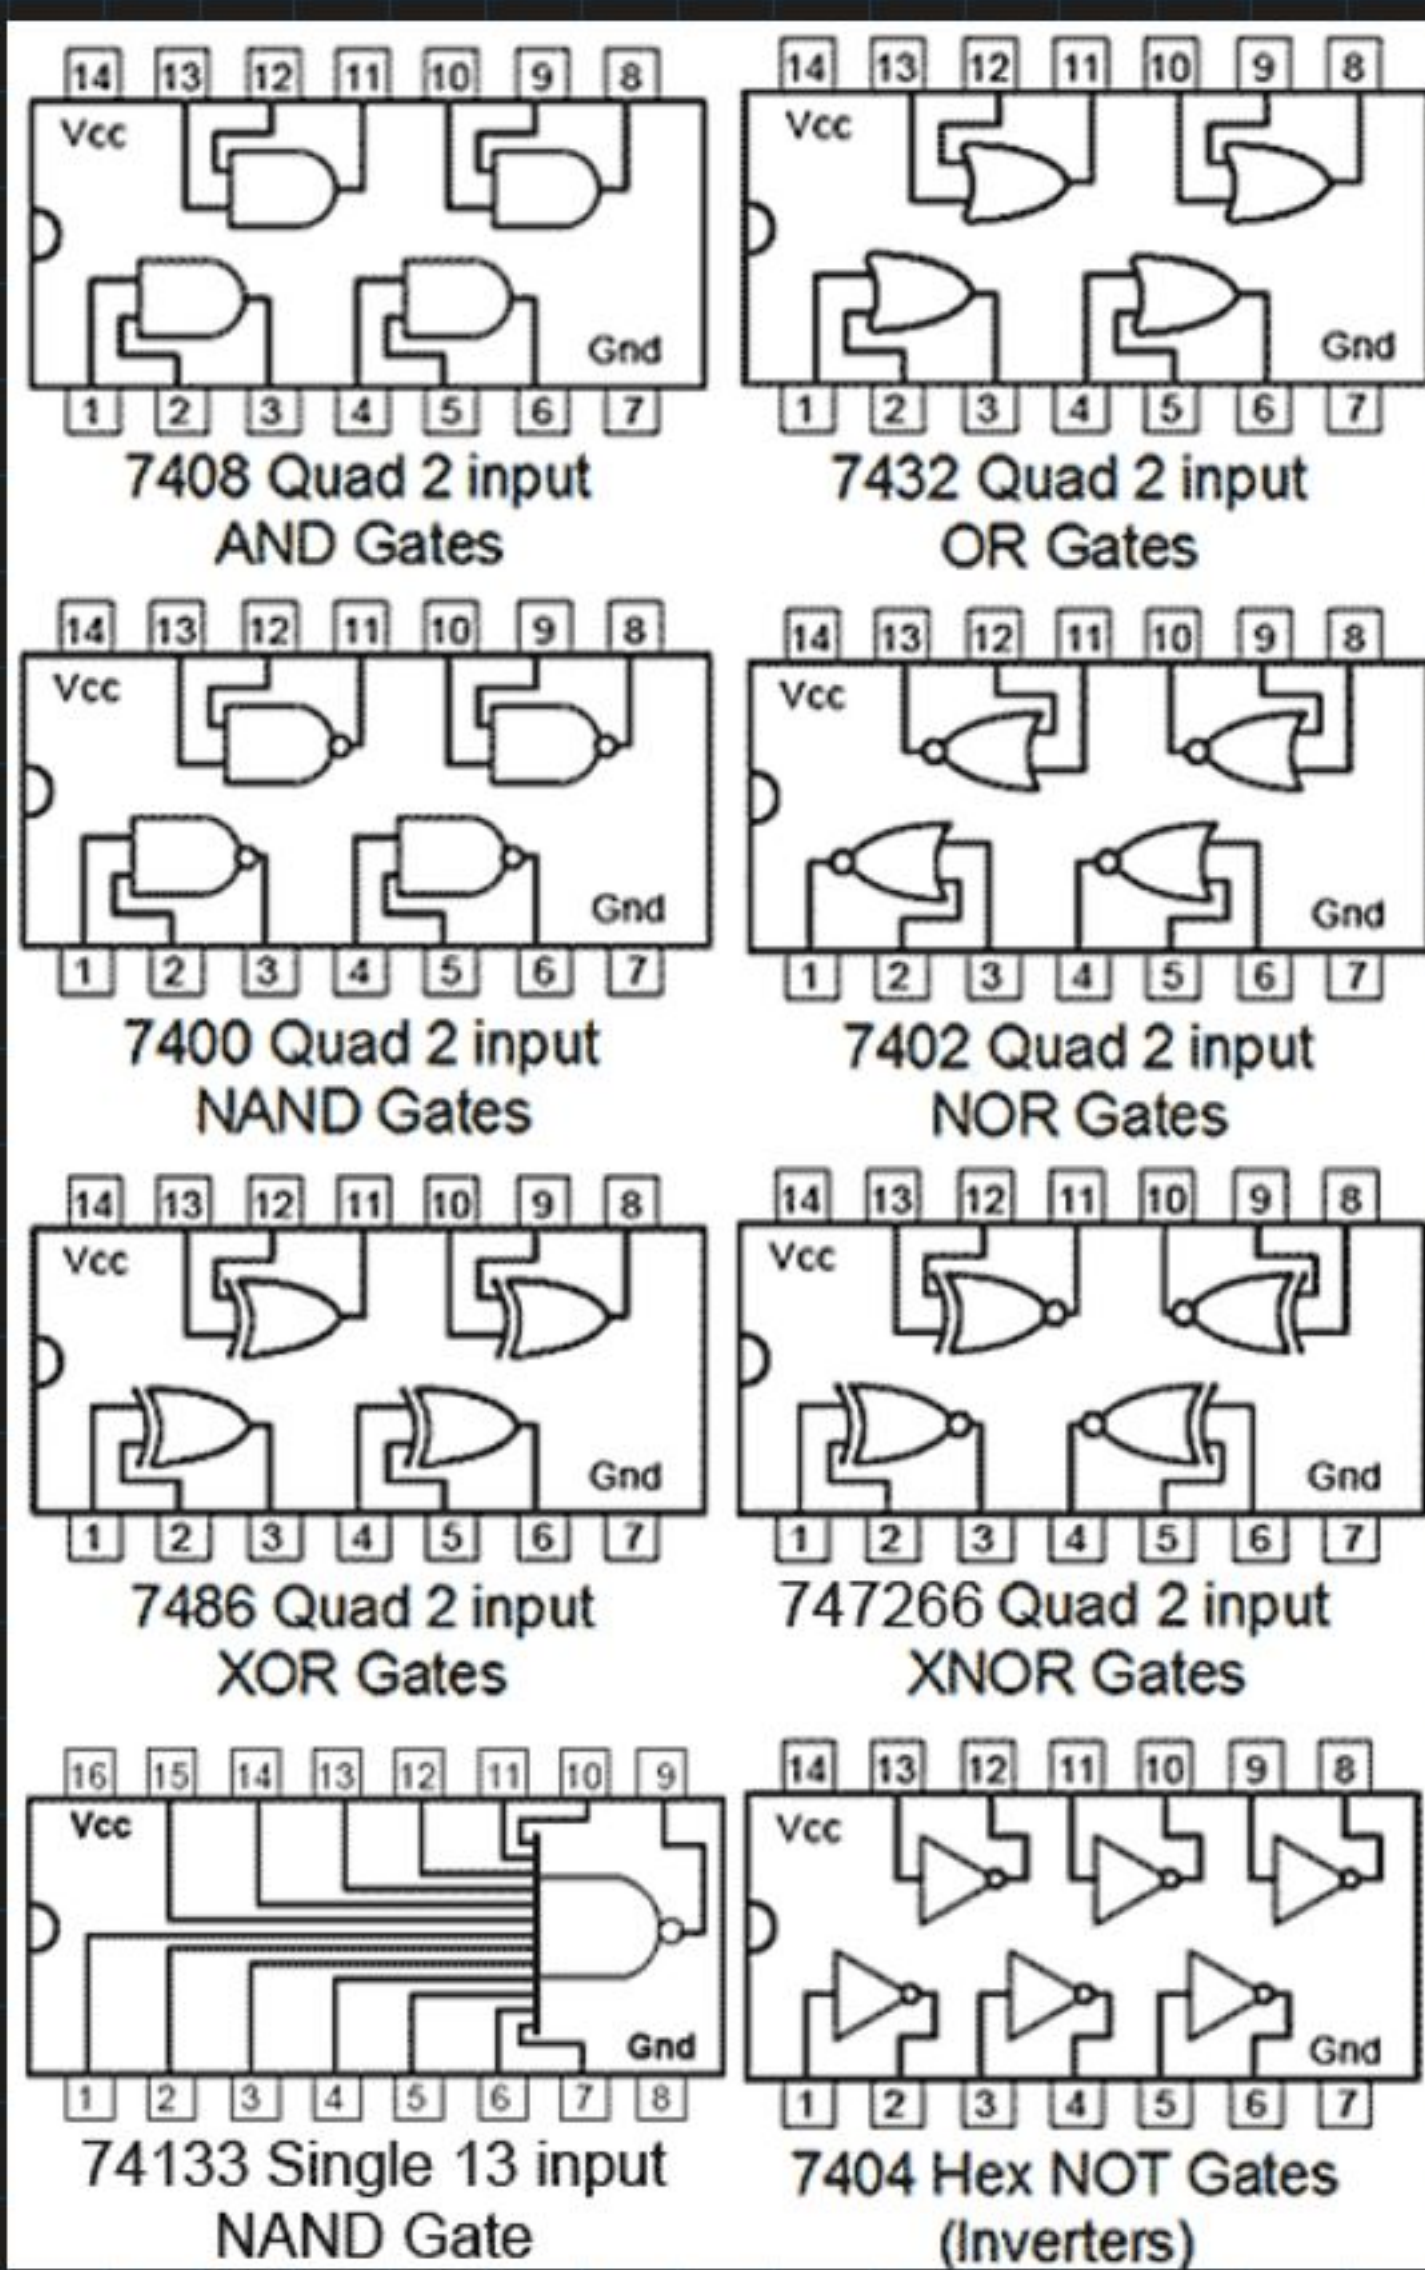 14 13 12 11 10 9 8
Vcc
Gnd
1 2 3 4 5 6 7
7408 Quad 2 input
AND Gates
14 13 12 11 10 9 8
Vcc
Gnd
1 2 3 4 5 6 7
7432 Quad 2 input
OR Gates
14 13 12 11 10 9 8
Vcc
Gnd
1 2 3 4 5 6 7
7400 Quad 2 input
NAND Gates
14 13 12 11 10 9 8
Vcc
Gnd
1 2 3 4 5 6 7
7402 Quad 2 input
NOR Gates
14 13 12 11 10 9 8
Vcc
Gnd
1 2 3 4 5 6 7
7486 Quad 2 input
XOR Gates
14 13 12 11 10 9 8
Vcc
Gnd
1 2 3 4 5 6 7
747266 Quad 2 input
XNOR Gates
16 15 14 13 12 11 10 9
Vcc
Gnd
1 2 3 4 5 6 7 8
74133 Single 13 input
NAND Gate
14 13 12 11 10 9 8
Vcc
Gnd
1 2 3 4 5 6 7
7404 Hex NOT Gates
(Inverters)